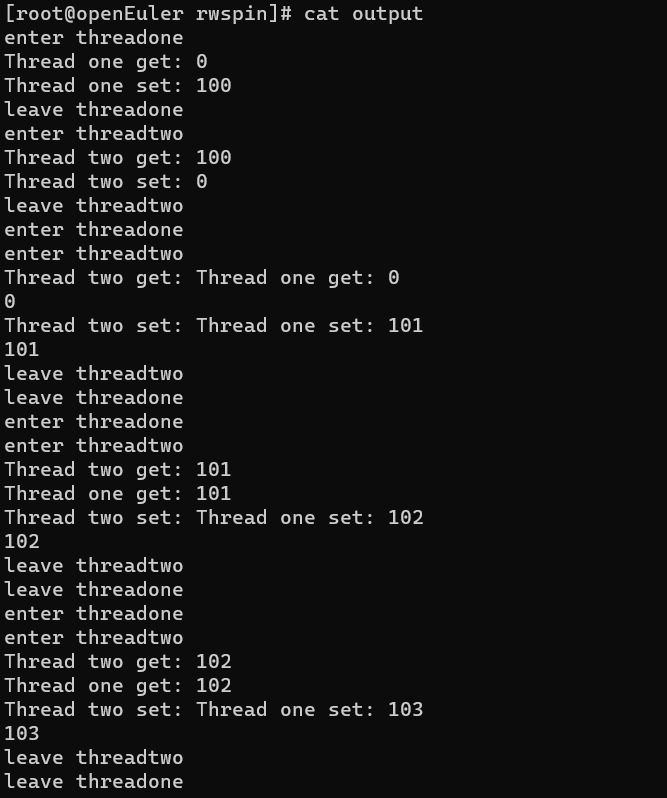 [root@openEuler rwspin]# cat output
enter threadone
Thread one get: 0
Thread one set: 100
leave threadone
enter threadtwo
Thread two get: 100
Thread two set: 0
leave threadtwo
enter threadone
enter threadtwo
Thread two get: Thread one get: 0
0
Thread two set: Thread one set: 101
101
leave threadtwo
leave threadone
enter threadone
enter threadtwo
Thread two get: 101
Thread one get: 101
Thread two set: Thread one set: 102
102
leave threadtwo
leave threadone
enter threadone
enter threadtwo
Thread two get: 102
Thread one get: 102
Thread two set: Thread one set: 103
103
leave threadtwo
leave threadone